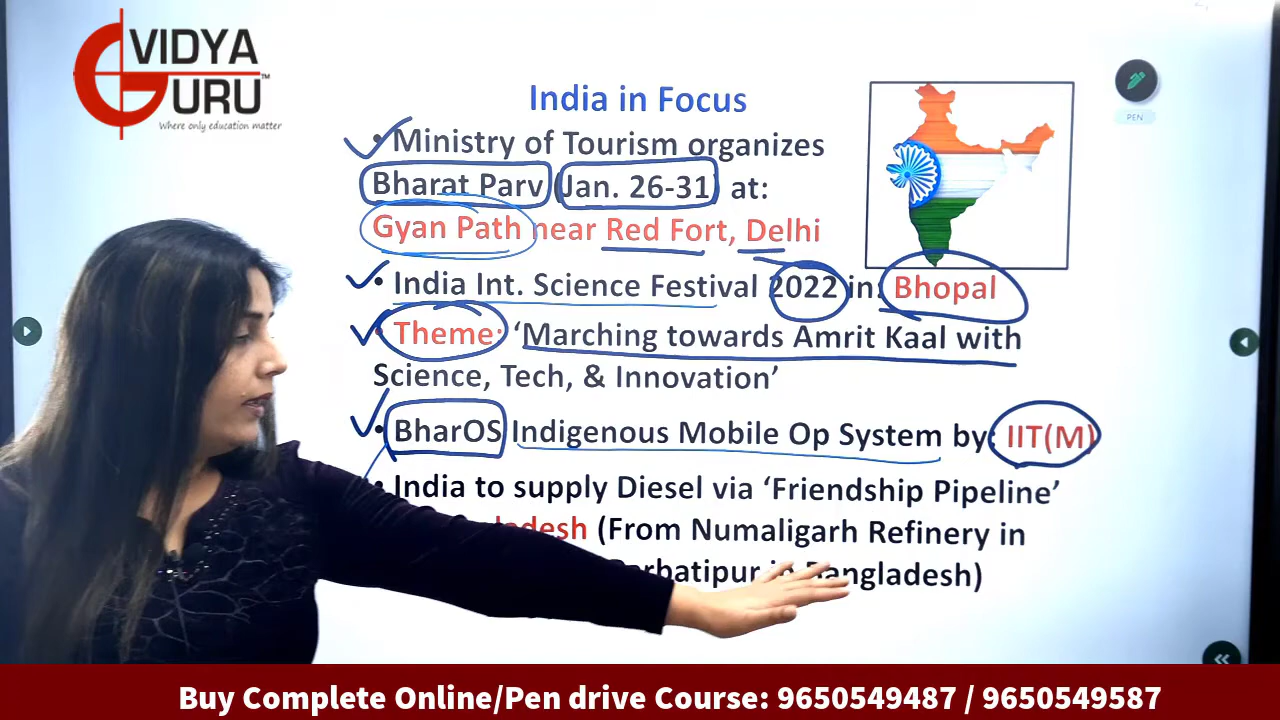 VIDYA
GURU™
Where only education matter
India in Focus
• Ministry of Tourism organizes
Bharat Parv (Jan. 26-31) at:
Gyan Path near Red Fort, Delhi
• India Int. Science Festival 2022 in: Bhopal
• Theme: ‘Marching towards Amrit Kaal with
Science, Tech, & Innovation’
• BharOS Indigenous Mobile Op System by: IIT(M)
• India to supply Diesel via ‘Friendship Pipeline’
(From Numaligarh Refinery in
in Bangladesh)
PEN
Buy Complete Online/Pen drive Course: 9650549487 / 9650549587